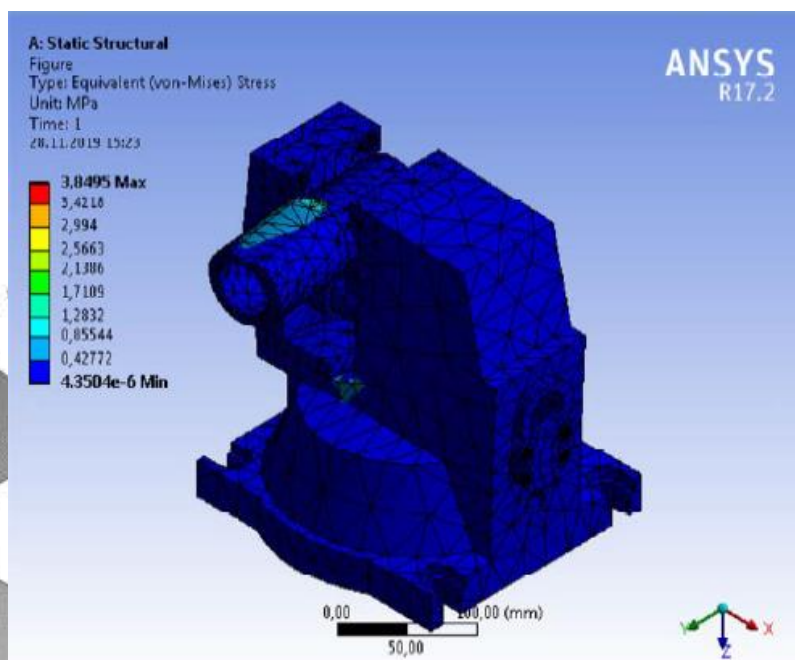 A: Static Structural
Figure
Type: Equivalent (von-Mises) Stress
Unit: MPa
Time: 1
28.11.2019 15:23
ANSYS
R17.2
3,8495 Max
3,4218
2,994
2,5663
2,1386
1,7109
1,2832
0,85544
0,42772
4,3504e-6 Min
0,00
100,00 (mm)
50,00
Y
X
Z